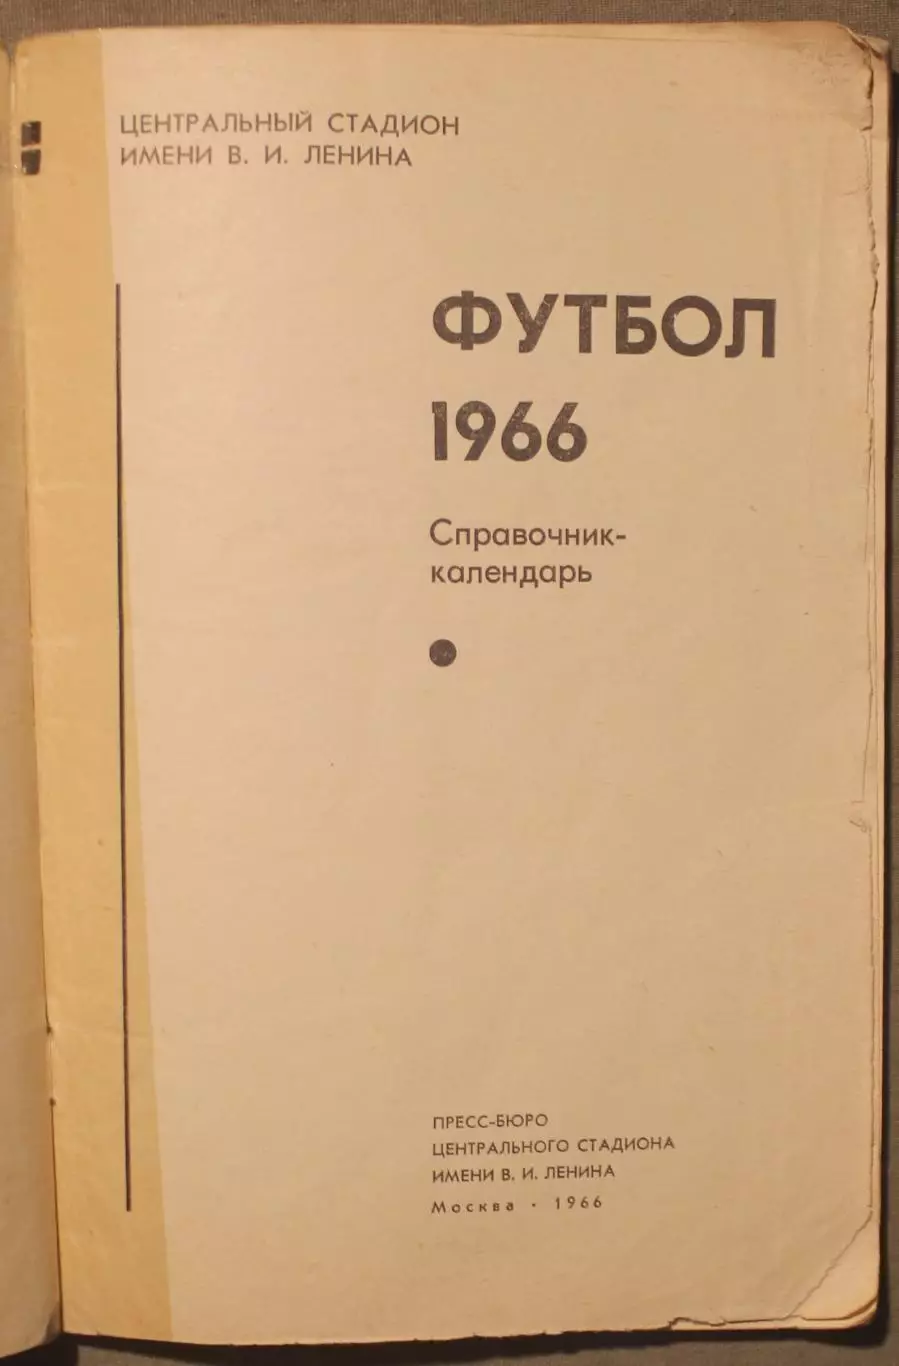 ЦЕНТРАЛЬНЫЙ СТАДИОН
ИМЕНИ В. И. ЛЕНИНА
ФУТБОЛ
1966
Справочник-
календарь
ПРЕСС-БЮРО
ЦЕНТРАЛЬНОГО СТАДИОНА
ИМЕНИ В. И. ЛЕНИНА
Москва • 1966